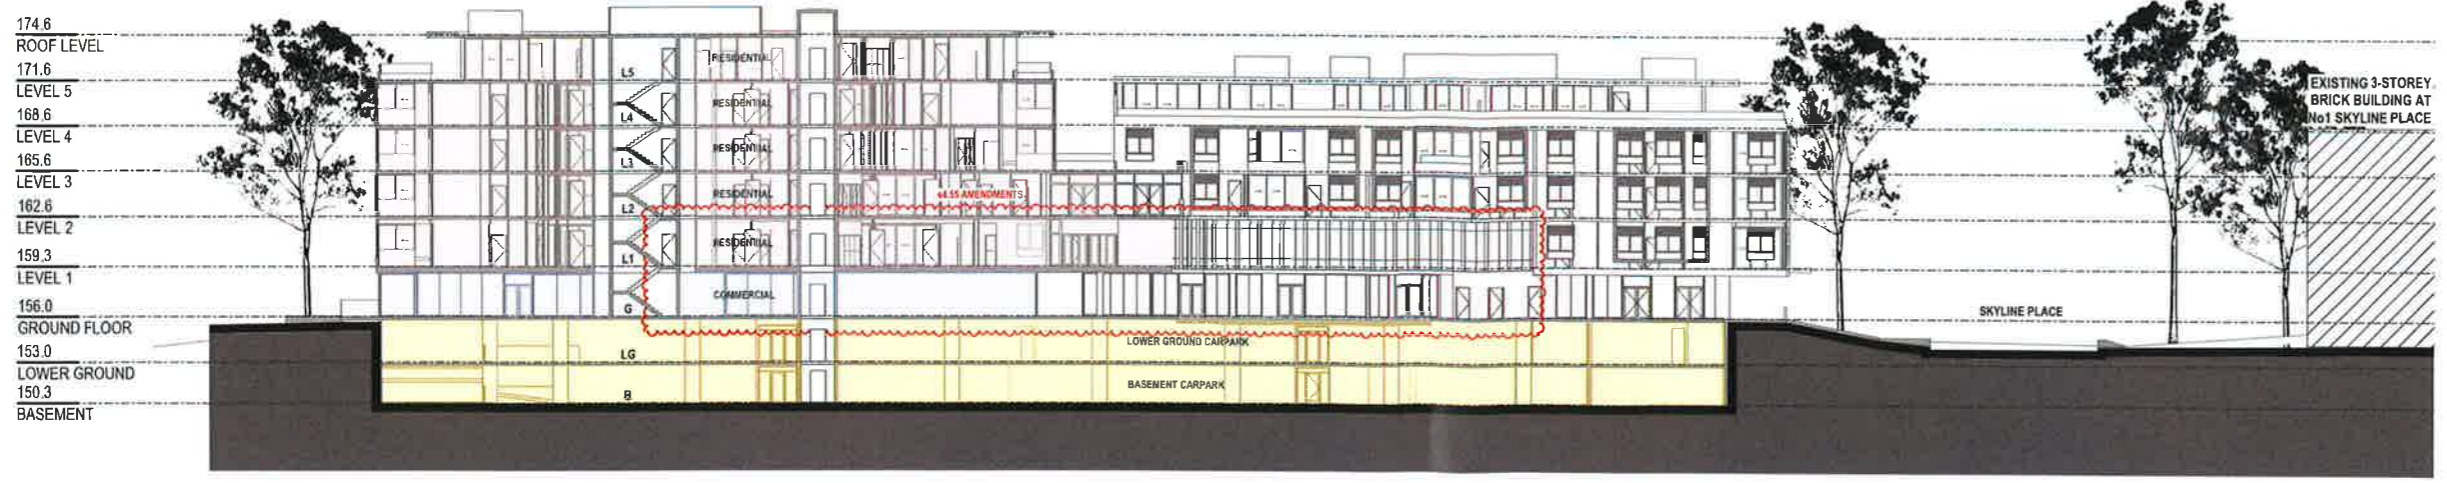 174.6
ROOF LEVEL
171.6
LEVEL 5
168.6
LEVEL 4
165.6
LEVEL 3
162.6
LEVEL 2
159.3
LEVEL 1
156.0
GROUND FLOOR
153.0
LOWER GROUND
150.3
BASEMENT
L5
RESIDENTIAL
L4
RESIDENTIAL
L3
RESIDENTIAL
L2
RESIDENTIAL
s4.55 AMENDMENTS
L1
RESIDENTIAL
G
COMMERCIAL
LG
LOWER GROUND CARPARK
B
BASEMENT CARPARK
SKYLINE PLACE
EXISTING 3-STOREY
BRICK BUILDING AT
No1 SKYLINE PLACE